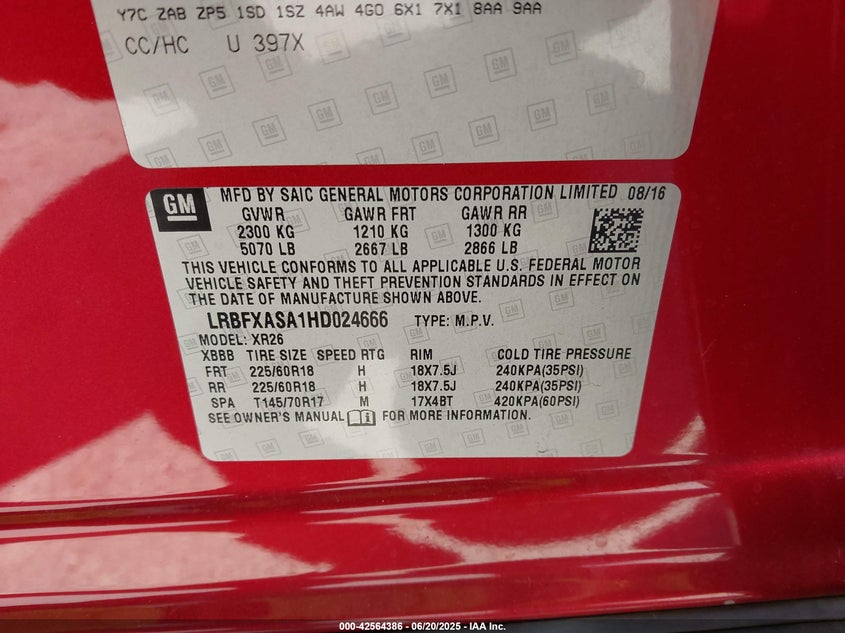 Y7C ZAB ZP5 1SD 1SZ 4AW 4GO 6X1 7X1 8AA 9AA
CC/HC U 397X
GM MFD BY SAIC GENERAL MOTORS CORPORATION LIMITED 08/16
GVWR GAWR FRT GAWR RR
2300 KG 1210 KG 1300 KG
5070 LB 2667 LB 2866 LB
THIS VEHICLE CONFORMS TO ALL APPLICABLE U.S. FEDERAL MOTOR
VEHICLE SAFETY AND THEFT PREVENTION STANDARDS IN EFFECT ON
THE DATE OF MANUFACTURE SHOWN ABOVE.
LRBFXASA1HD024666 TYPE: M.P.V.
MODEL: XR26
XBBB TIRE SIZE SPEED RTG RIM COLD TIRE PRESSURE
FRT 225/60R18 H 18X7.5J 240KPA(35PSI)
RR 225/60R18 H 18X7.5J 240KPA(35PSI)
SPA T145/70R17 M 17X4BT 420KPA(60PSI)
SEE OWNER'S MANUAL FOR MORE INFORMATION.
000-42564386 - 06/20/2025 - IAA Inc.